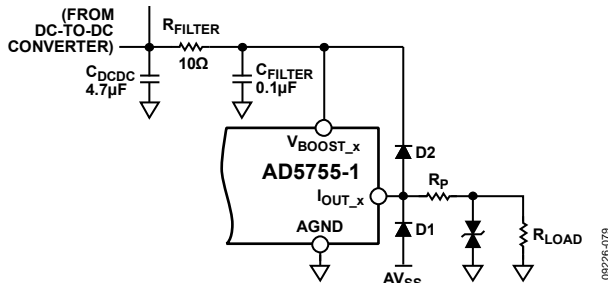 (FROM
DC-TO-DC
CONVERTER)
RFILTER
10Ω
CDCDC
4.7µF
CFILTER
0.1µF
VBOOST_x
AD5755-1
IOUT_x
AGND
D2
RP
D1
RLOAD
AVSS
09226-079